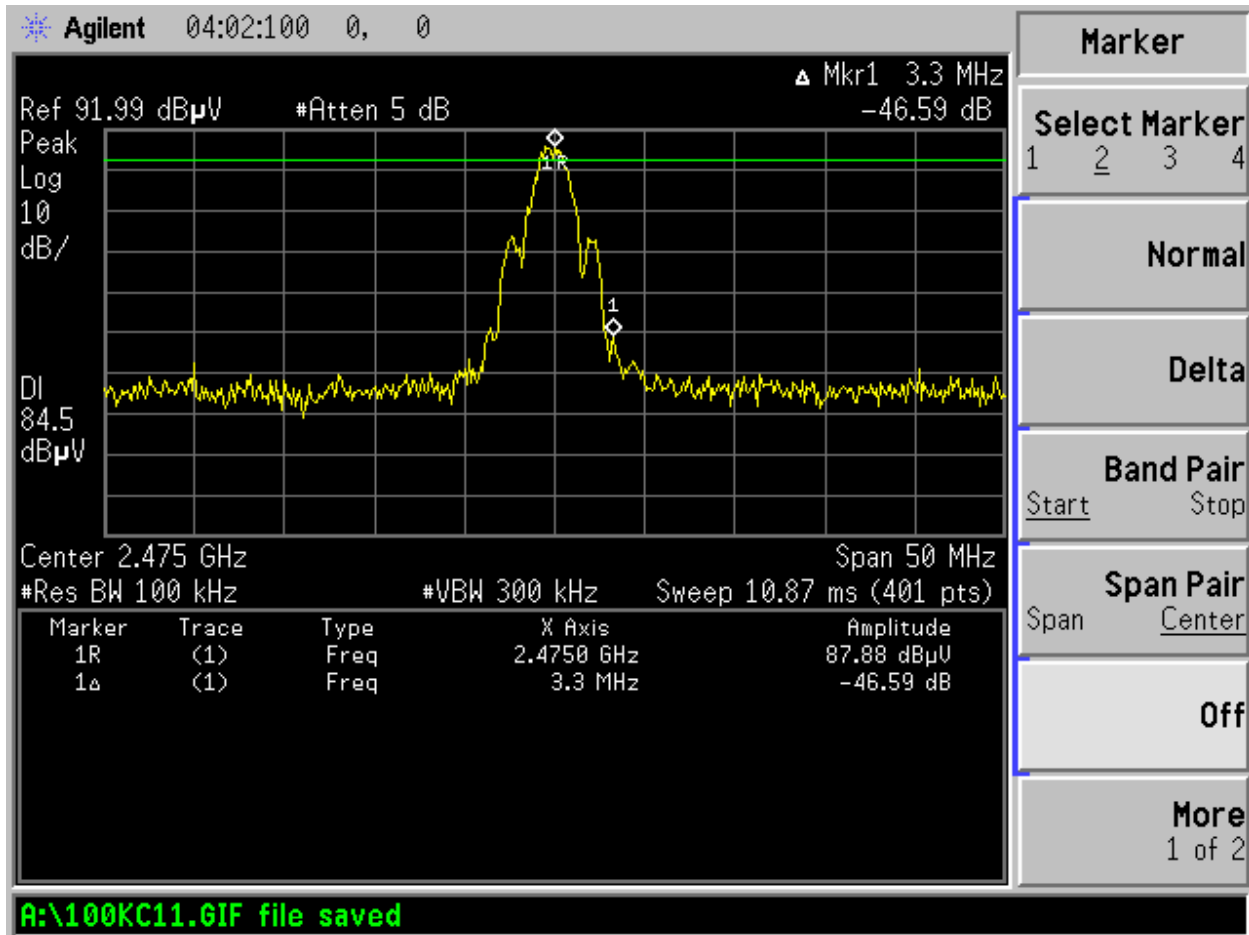 Agilent 04:02:100 0, 0
Δ Mkr1 3.3 MHz
Ref 91.99 dBµV #Atten 5 dB -46.59 dB
Peak
Log
10
dB/
1R
1
DI
84.5
dBµV
Center 2.475 GHz Span 50 MHz
#Res BW 100 kHz #VBW 300 kHz Sweep 10.87 ms (401 pts)
Marker Trace Type X Axis Amplitude
1R (1) Freq 2.4750 GHz 87.88 dBµV
1Δ (1) Freq 3.3 MHz -46.59 dB
A:\100KC11.GIF file saved
Marker
Select Marker
1 2 3 4
Normal
Delta
Band Pair
Start Stop
Span Pair
Span Center
Off
More
1 of 2